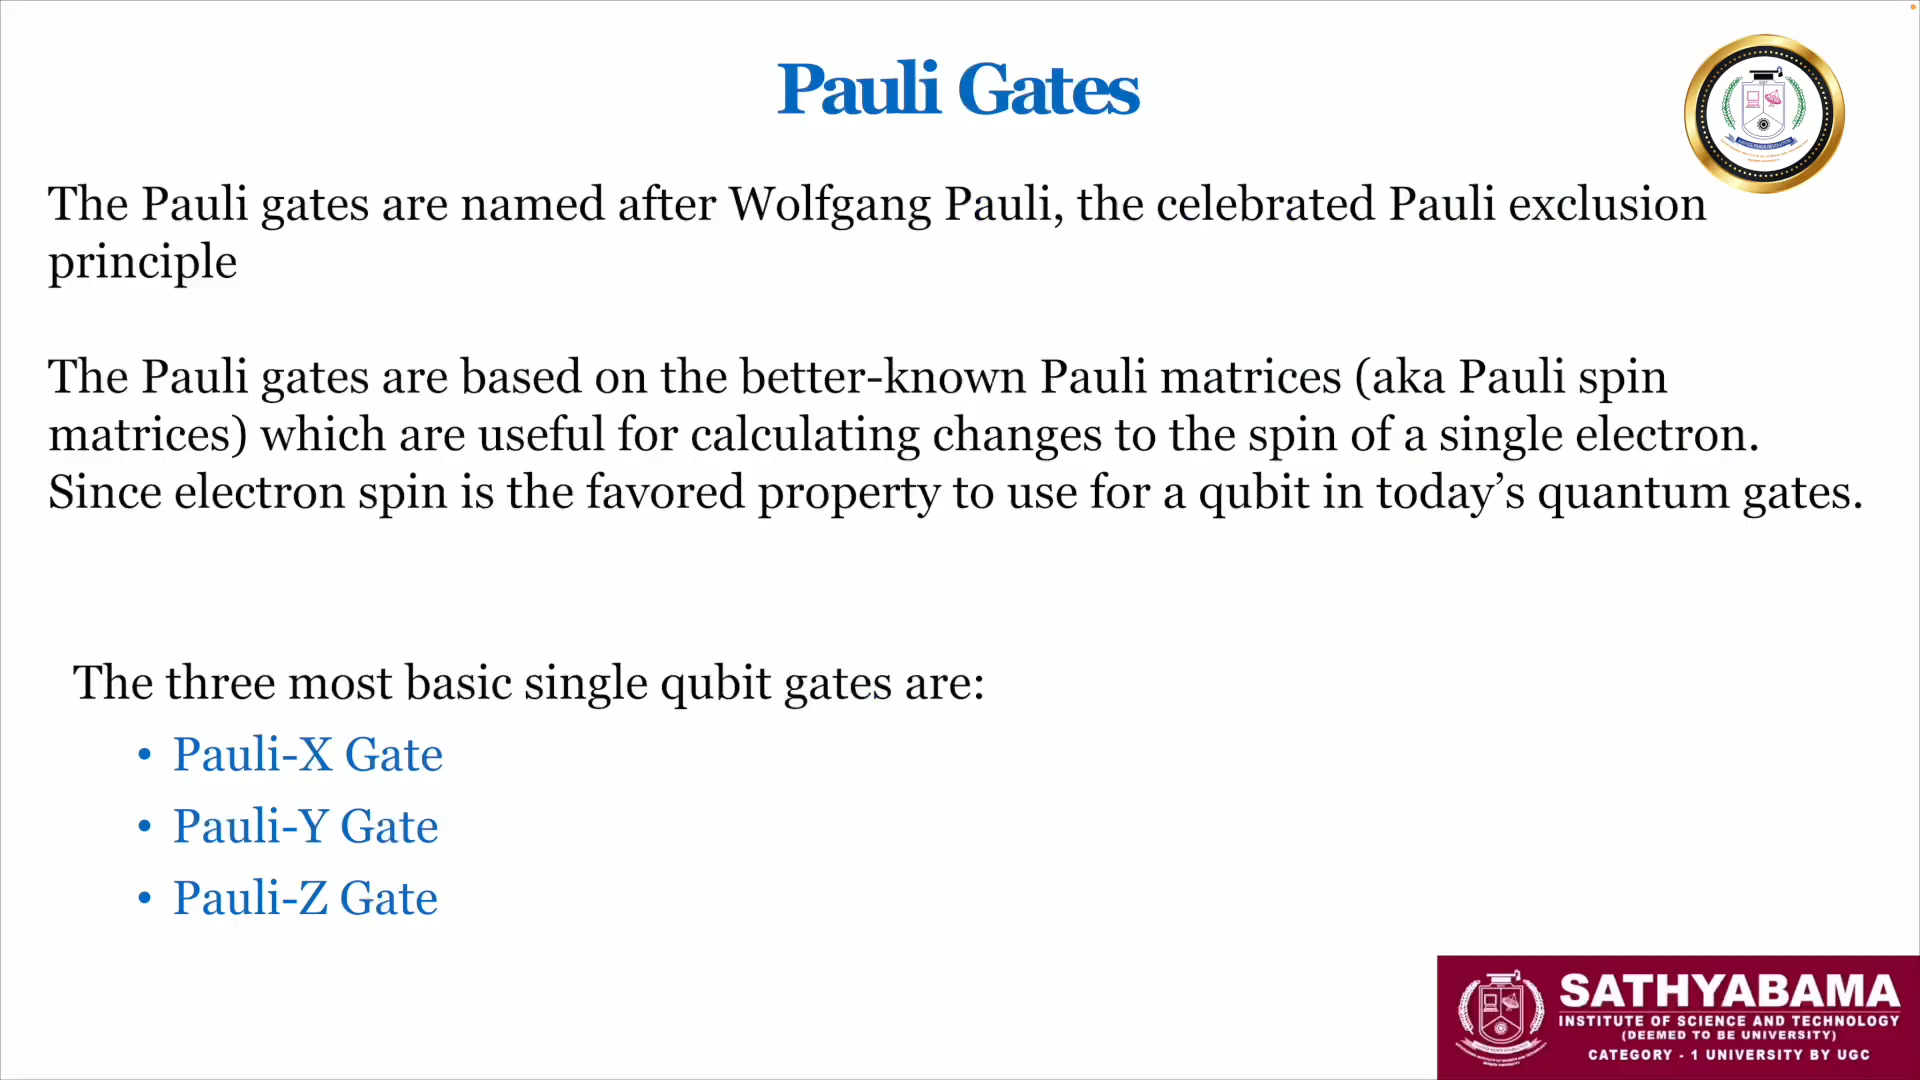 Pauli Gates
The Pauli gates are named after Wolfgang Pauli, the celebrated Pauli exclusion
principle
The Pauli gates are based on the better-known Pauli matrices (aka Pauli spin
matrices) which are useful for calculating changes to the spin of a single electron.
Since electron spin is the favored property to use for a qubit in today’s quantum gates.
The three most basic single qubit gates are:
• Pauli-X Gate
• Pauli-Y Gate
• Pauli-Z Gate
SATHYABAMA
INSTITUTE OF SCIENCE AND TECHNOLOGY
(DEEMED TO BE UNIVERSITY)
CATEGORY - 1 UNIVERSITY BY UGC